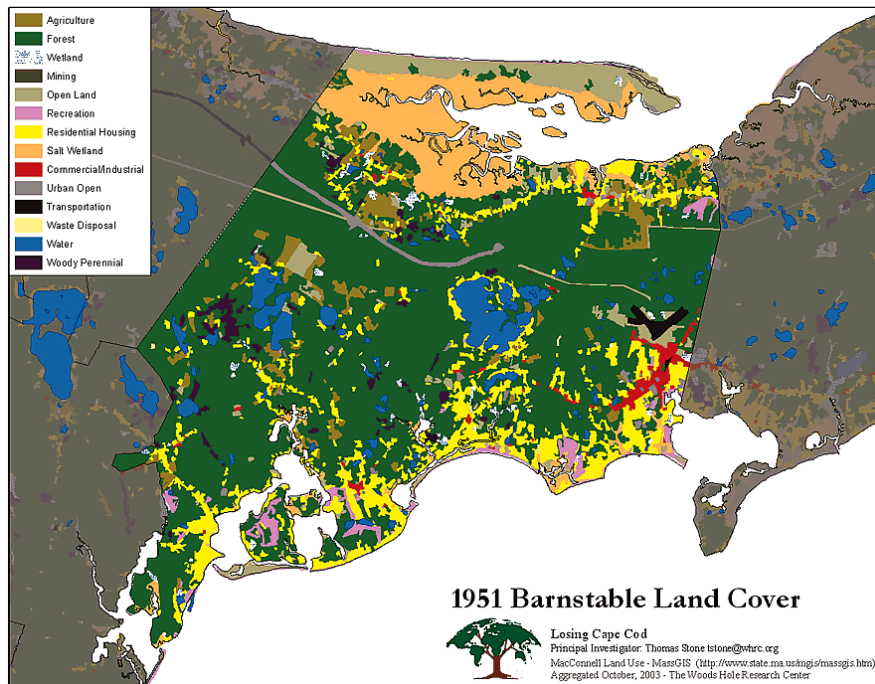 Agriculture
Forest
Wetland
Mining
Open Land
Recreation
Residential Housing
Salt Wetland
Commercial/Industrial
Urban Open
Transportation
Waste Disposal
Water
Woody Perennial
1951 Barnstable Land Cover
Losing Cape Cod
Principal Investigator: Thomas Stone tstone@whrc.org
MacConnell Land Use - MassGIS (http://www.state.ma.us/mgis/massgis.htm)
Aggregated October, 2003 - The Woods Hole Research Center